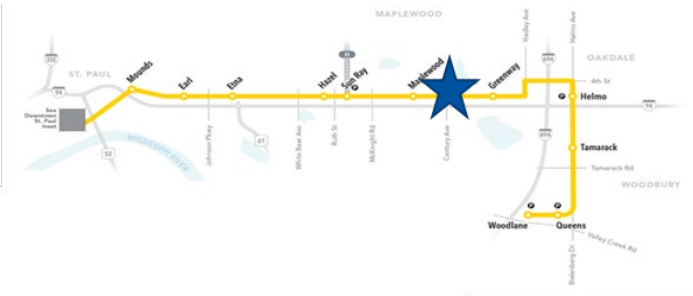 MAPLEWOOD
Hadley Ave
Helmo Ave
694
OAKDALE
ST. PAUL
94
Mounds
Earl
Etna
Hazel
Sun Ray
P
Maplewood
Greenway
4th St
P
Helmo
94
See
Downtown
St. Paul
Inset
MISSISSIPPI RIVER
52
Johnson Pkwy
61
White Bear Ave
Ruth St
McKnight Rd
Century Ave
494
Tamarack
Tamarack Rd
WOODBURY
P
P
Woodlane
Queens
Valley Creek Rd
Bielenberg Dr